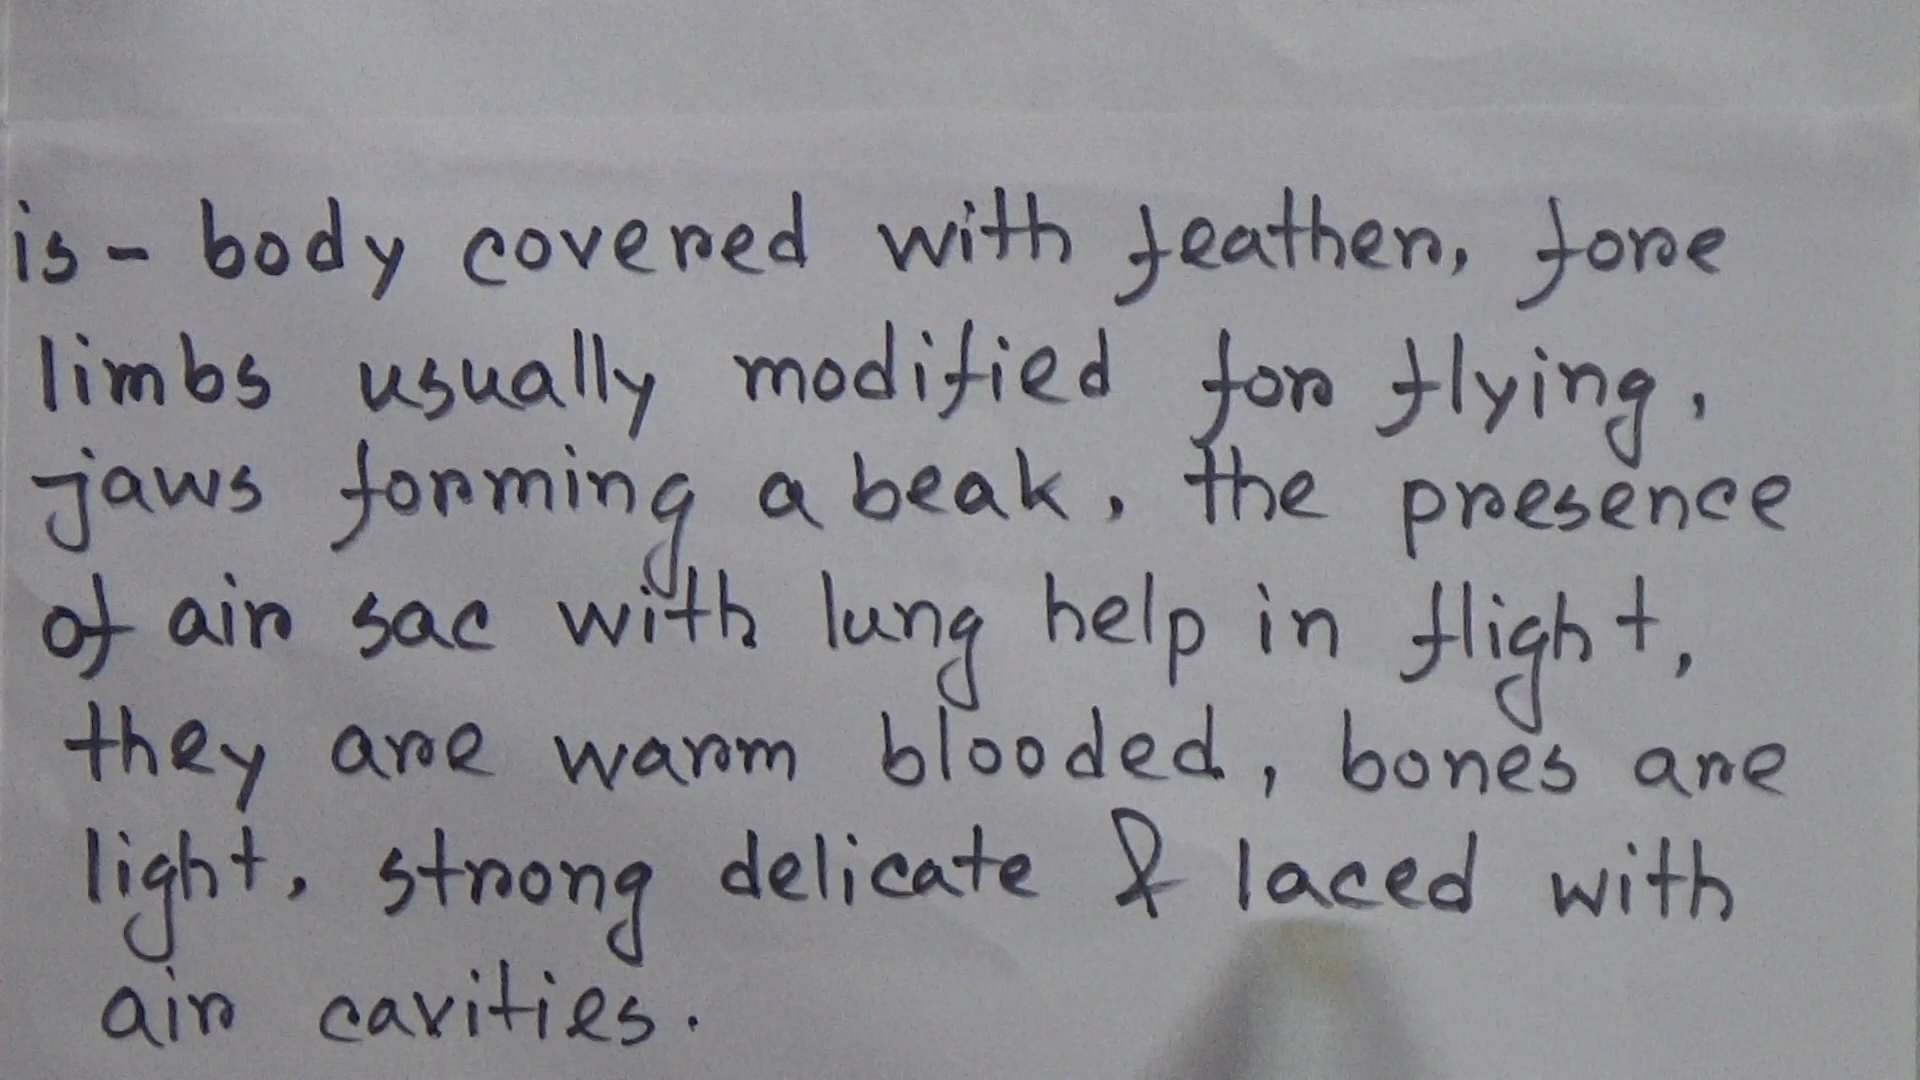 is - body covered with feather, fore
limbs usually modified for flying,
jaws forming a beak, the presence
of air sac with lung help in flight,
they are warm blooded, bones are
light, strong delicate & laced with
air cavities.